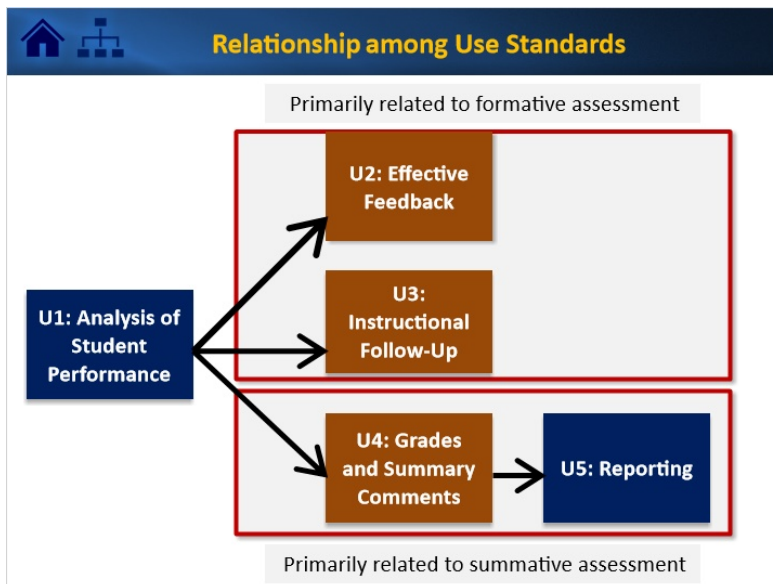 Relationship among Use Standards
Primarily related to formative assessment
U2: Effective
Feedback
U3:
Instructional
Follow-Up
U1: Analysis of
Student
Performance
U4: Grades
and Summary
Comments
U5: Reporting
Primarily related to summative assessment